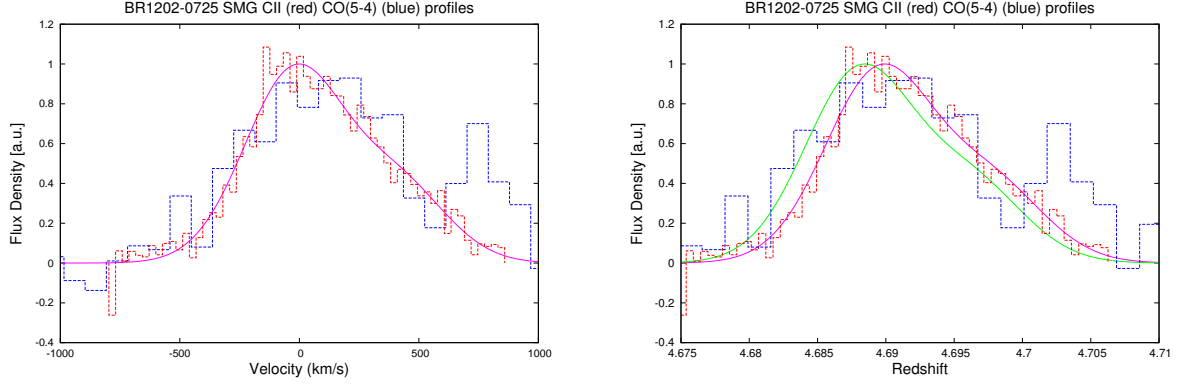 BR1202-0725 SMG CII (red) CO(5-4) (blue) profiles
Flux Density [a.u.]
1.2
1
0.8
0.6
0.4
0.2
0
-0.2
-0.4
-1000 -500 0 500 1000
Velocity (km/s)
BR1202-0725 SMG CII (red) CO(5-4) (blue) profiles
Flux Density [a.u.]
1.2
1
0.8
0.6
0.4
0.2
0
-0.2
-0.4
4.675 4.68 4.685 4.69 4.695 4.7 4.705 4.71
Redshift